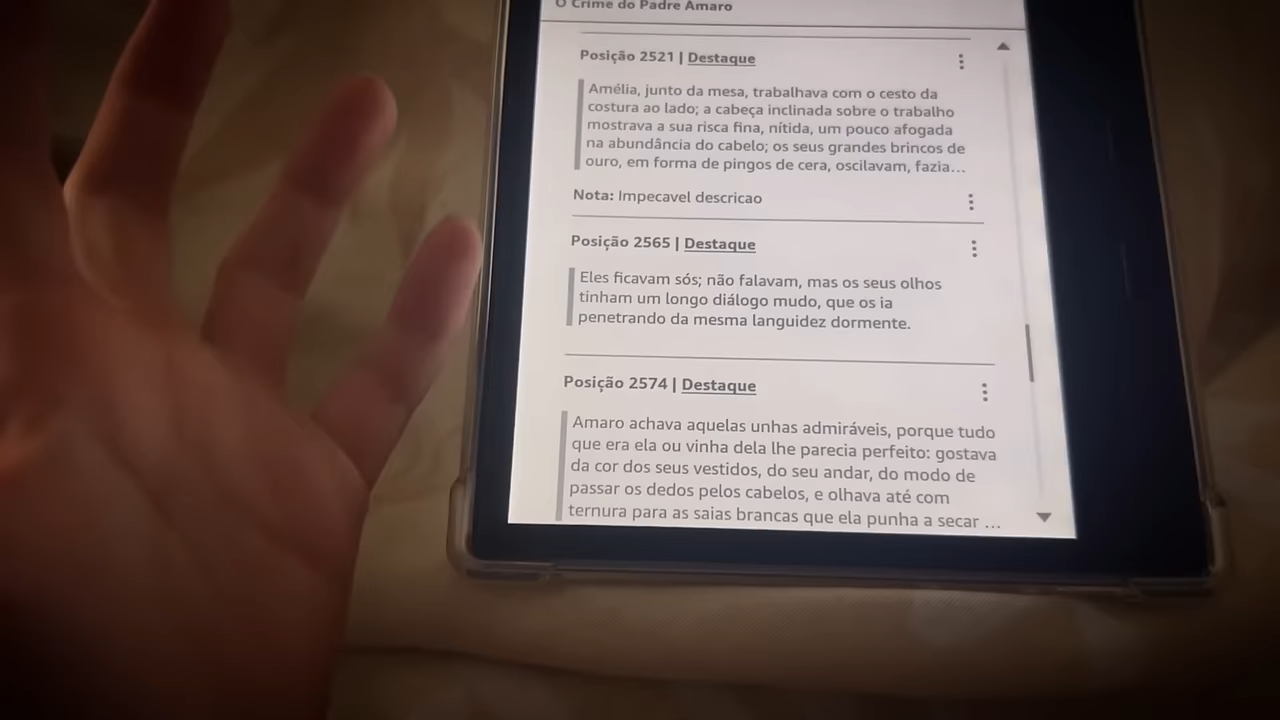 O Crime do Padre Amaro
Posição 2521 | Destaque
Amélia, junto da mesa, trabalhava com o cesto da
costura ao lado; a cabeça inclinada sobre o trabalho
mostrava a sua risca fina, nítida, um pouco afogada
na abundância do cabelo; os seus grandes brincos de
ouro, em forma de pingos de cera, oscilavam, fazia...
Nota: Impecavel descricao
Posição 2565 | Destaque
Eles ficavam sós; não falavam, mas os seus olhos
tinham um longo diálogo mudo, que os ia
penetrando da mesma languidez dormente.
Posição 2574 | Destaque
Amaro achava aquelas unhas admiráveis, porque tudo
que era ela ou vinha dela lhe parecia perfeito: gostava
da cor dos seus vestidos, do seu andar, do modo de
passar os dedos pelos cabelos, e olhava até com
ternura para as saias brancas que ela punha a secar ...